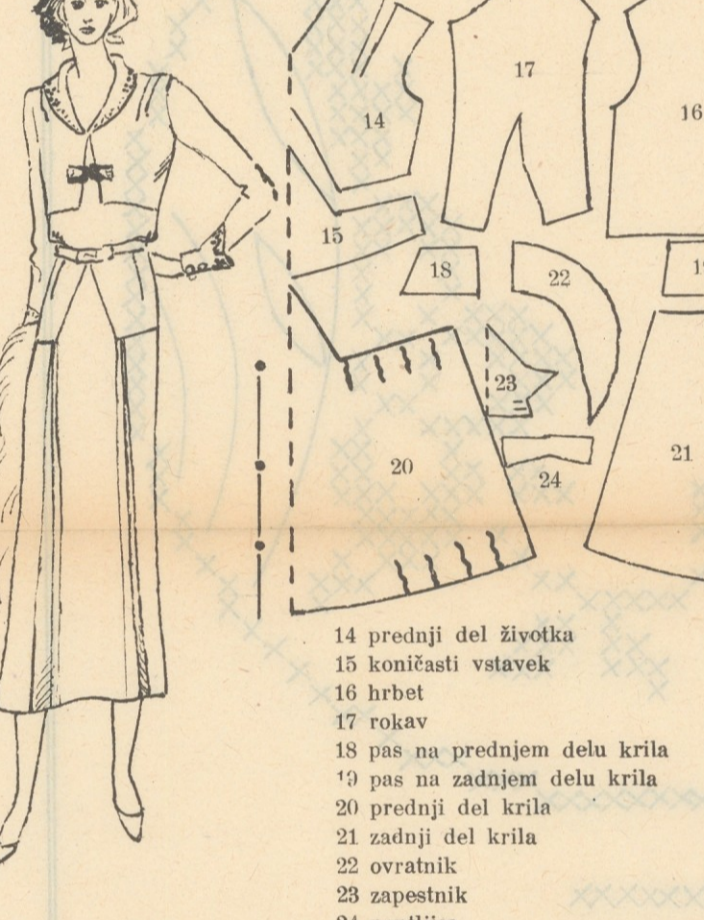 17
14
16
15
18
22
23
20
21
24
14 prednji del životka
15 koničasti vstavek
16 hrbet
17 rokav
18 pas na prednjem delu krila
19 pas na zadnjem delu krila
20 prednji del krila
21 zadnji del krila
22 ovratnik
23 zapestnik